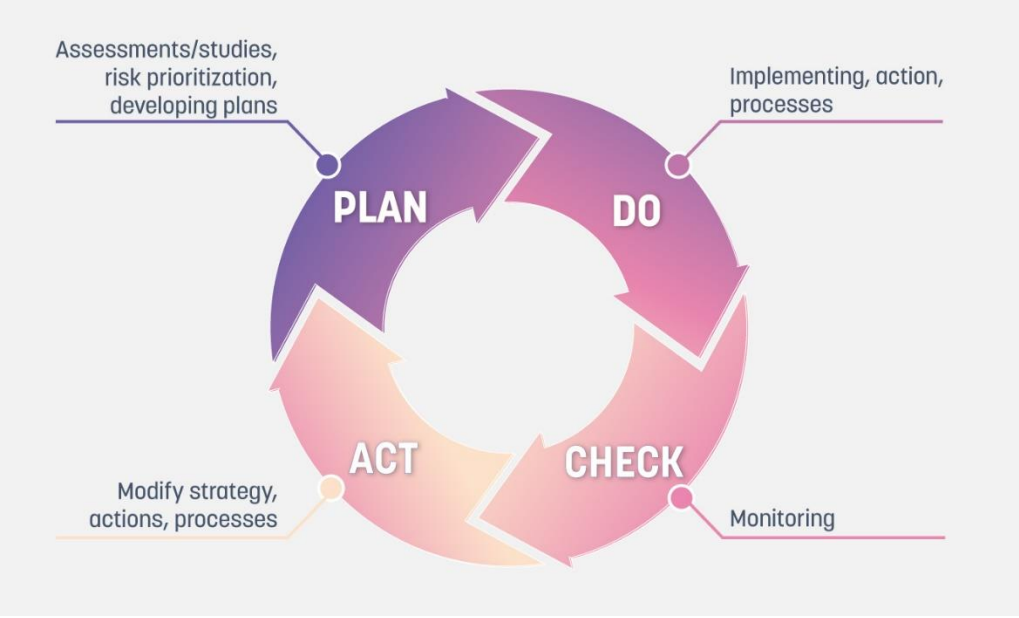 Assessments/studies,
risk prioritization,
developing plans
Implementing, action,
processes
PLAN
DO
ACT
CHECK
Modify strategy,
actions, processes
Monitoring